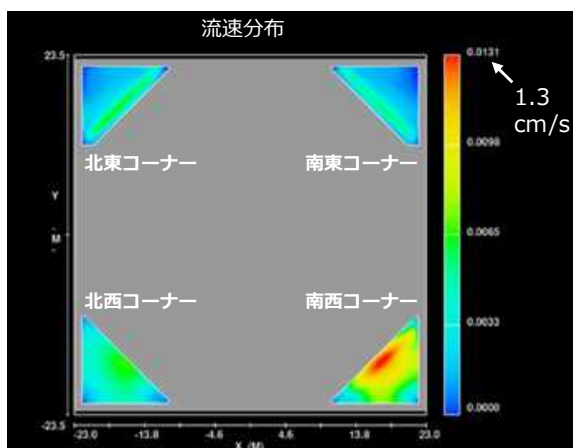 流速分布
23.5
0.0131
1.3
cm/s
0.0098
北東コーナー
南東コーナー
Y
M
0.0065
北西コーナー
南西コーナー
0.0033
0.0000
-23.5
-23.0 -13.8 -4.6 4.6 13.8 23.0
X (M)